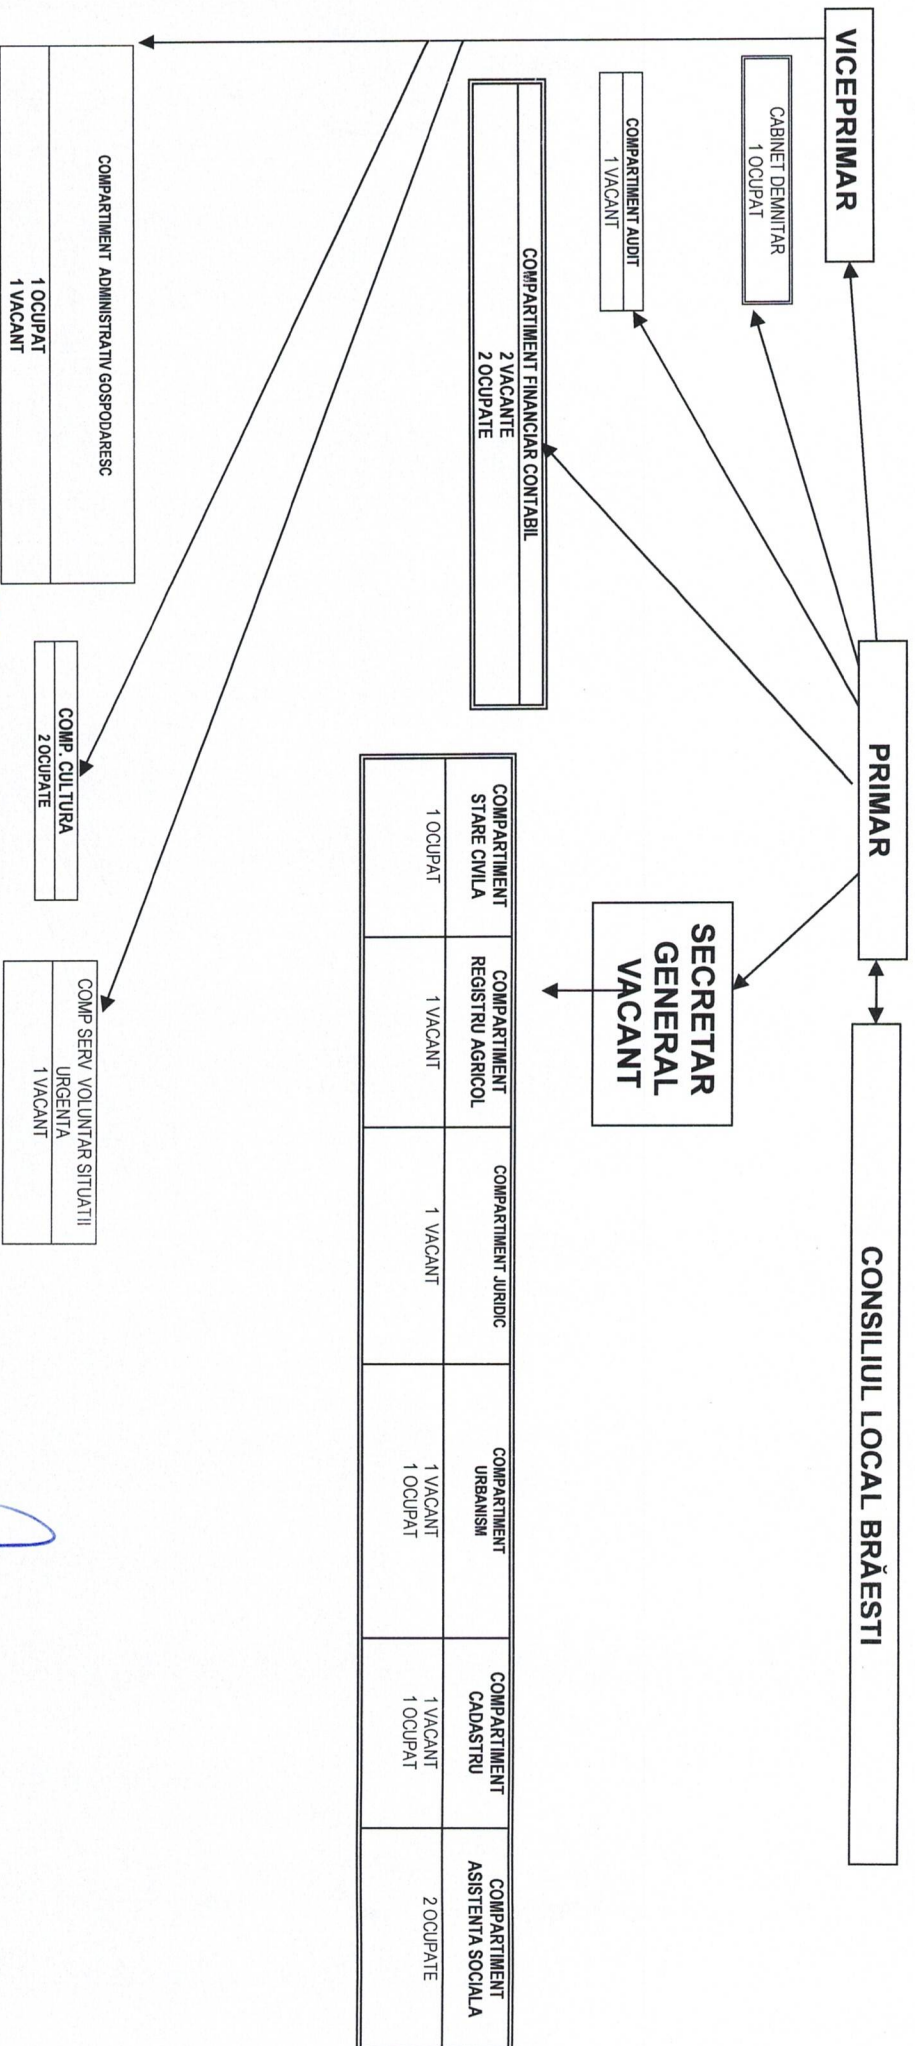 VICEPRIMAR
PRIMAR
CONSILIUL LOCAL BRĂESTI
CABINET DEMNITAR
1 OCUPAT
COMPARTIMENT AUDIT
1 VACANT
SECRETAR
GENERAL
VACANT
COMPARTIMENT FINANCIAR CONTABIL
2 VACANTE
2 OCUPATE
COMPARTIMENT
STARE CIVILA
1 OCUPAT
COMPARTIMENT
REGISTRU AGRICOL
1 VACANT
COMPARTIMENT JURIDIC
1 VACANT
COMPARTIMENT
URBANISM
1 VACANT
1 OCUPAT
COMPARTIMENT
CADASTRU
1 VACANT
1 OCUPAT
COMPARTIMENT
ASISTENTA SOCIALA
2 OCUPATE
COMPARTIMENT ADMINISTRATIV GOSPODARESC
1 OCUPAT
1 VACANT
COMP. CULTURA
2 OCUPATE
COMP SERV VOLUNTAR SITUATII
URGENTA
1 VACANT